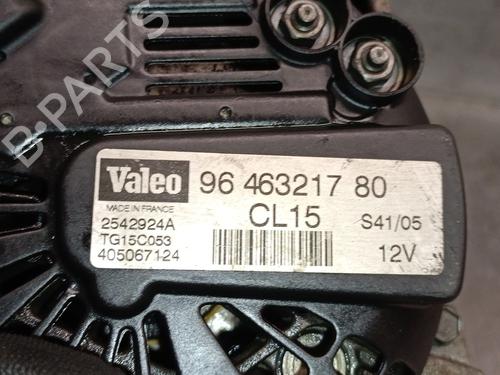 B-PARTS
Valeo 96 463217 80
MADE IN FRANCE
CL15 S41/05
2542924A
TG15C053 12V
405067124